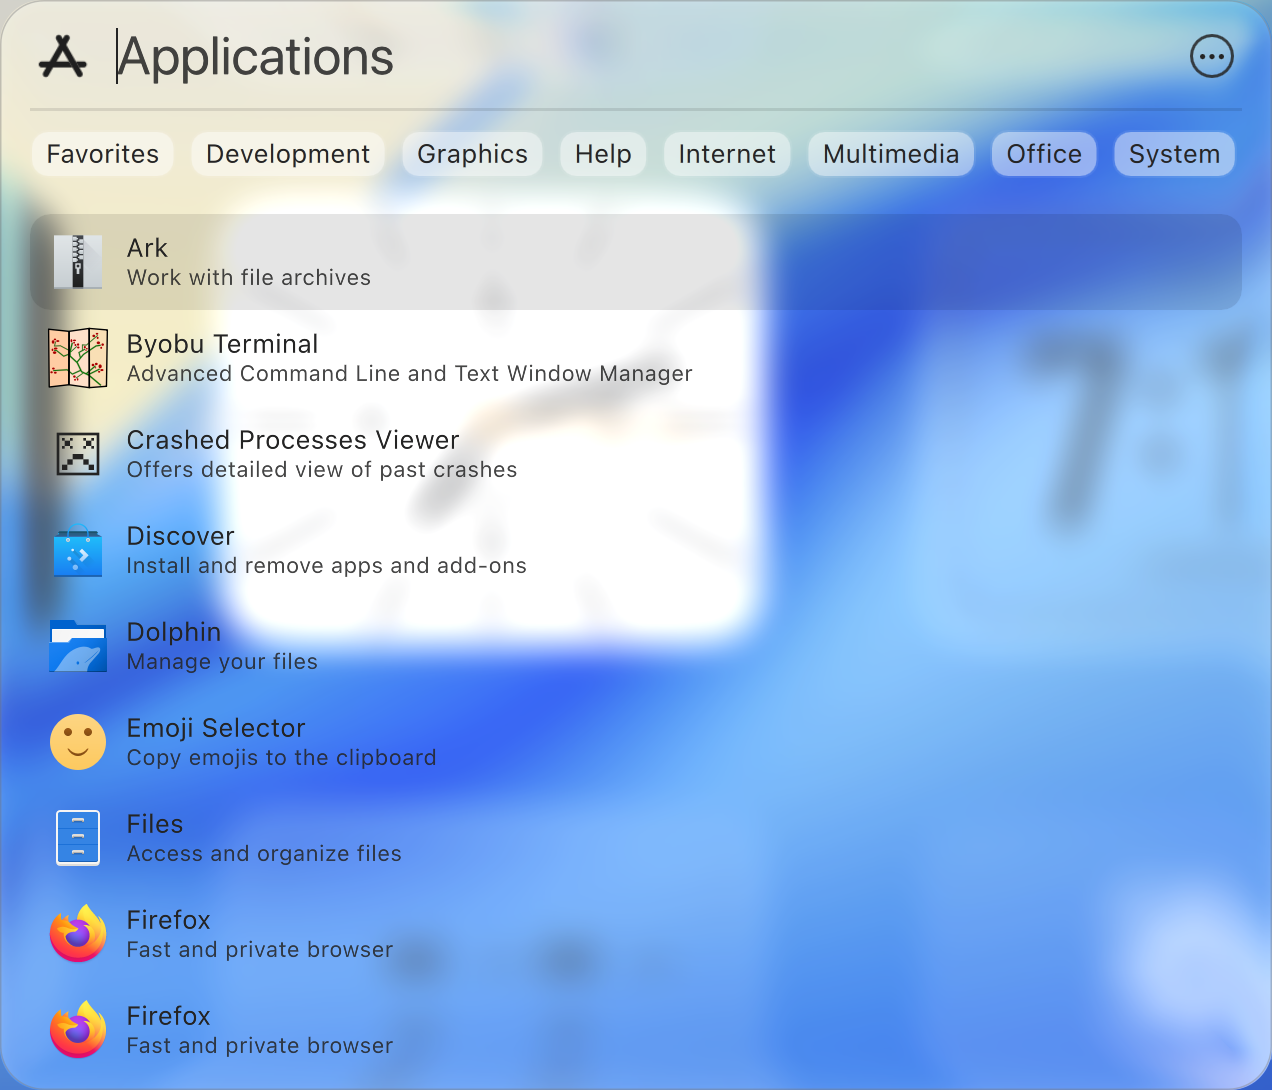 Applications
Favorites Development Graphics Help Internet Multimedia Office System
Ark
Work with file archives
Byobu Terminal
Advanced Command Line and Text Window Manager
Crashed Processes Viewer
Offers detailed view of past crashes
Discover
Install and remove apps and add-ons
Dolphin
Manage your files
Emoji Selector
Copy emojis to the clipboard
Files
Access and organize files
Firefox
Fast and private browser
Firefox
Fast and private browser